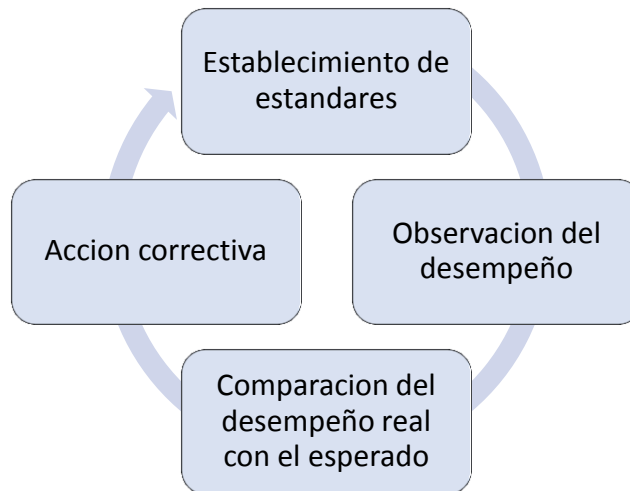 Establecimiento de
estandares
Observacion del
desempeño
Comparacion del
desempeño real
con el esperado
Accion correctiva